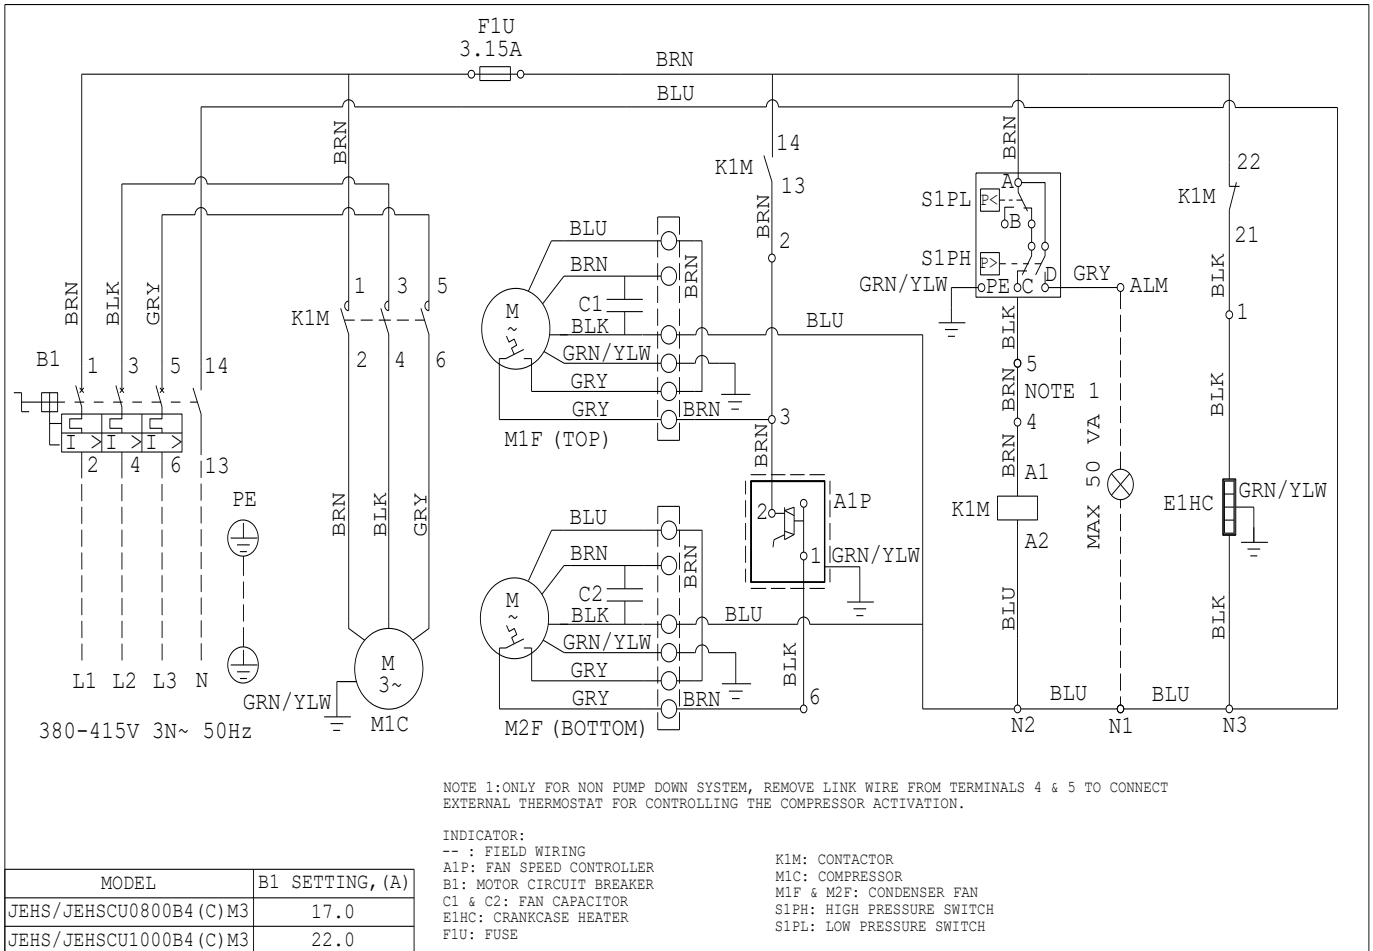 F1U
3.15A
BRN
BLU
BRN
14
K1M
13
BRN
2
BRN
A
S1PL
P<
B
S1PH
P>
GRN/YLW
PE
C
D
GRY
ALM
22
K1M
21
BLK
1
BRN
BLK
GRY
B1
1
3
5
14
I >
I >
I >
2
4
6
13
K1M
1
3
5
2
4
6
BLU
BRN
BRN
M
~
C1
BLK
BLU
GRN/YLW
GRY
GRY
BRN
3
M1F (TOP)
BRN
BLK
5
BRN
NOTE 1
4
BRN
A1
K1M
A2
BLU
MAX 50 VA
BLK
E1HC
GRN/YLW
BLK
PE
BRN
BLK
GRY
A1P
2
1
GRN/YLW
BLU
BRN
BRN
M
~
C2
BLK
BLU
GRN/YLW
GRY
GRY
BRN
BLK
6
M2F (BOTTOM)
L1
L2
L3
N
GRN/YLW
M
3~
M1C
380-415V 3N~ 50Hz
BLU
BLU
N2
N1
N3
NOTE 1:ONLY FOR NON PUMP DOWN SYSTEM, REMOVE LINK WIRE FROM TERMINALS 4 & 5 TO CONNECT
EXTERNAL THERMOSTAT FOR CONTROLLING THE COMPRESSOR ACTIVATION.
INDICATOR:
-- : FIELD WIRING
A1P: FAN SPEED CONTROLLER
B1: MOTOR CIRCUIT BREAKER
C1 & C2: FAN CAPACITOR
E1HC: CRANKCASE HEATER
F1U: FUSE
K1M: CONTACTOR
M1C: COMPRESSOR
M1F & M2F: CONDENSER FAN
S1PH: HIGH PRESSURE SWITCH
S1PL: LOW PRESSURE SWITCH
MODEL B1 SETTING,(A)
JEHS/JEHSCU0800B4(C)M3 17.0
JEHS/JEHSCU1000B4(C)M3 22.0